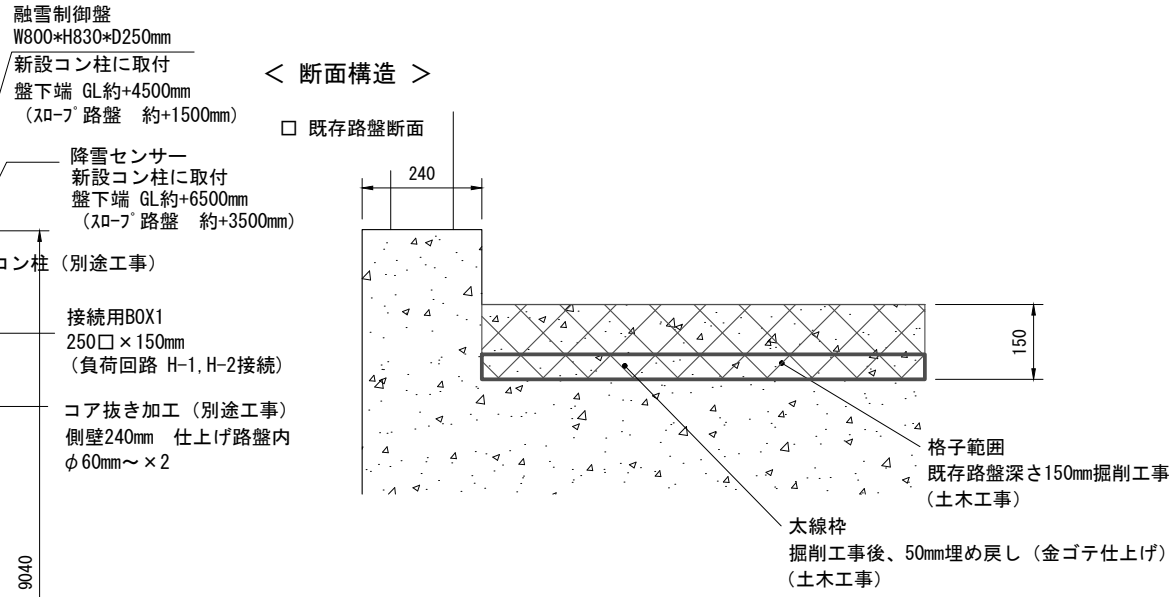 融雪制御盤
W800*H830*D250mm
新設コン柱に取付
盤下端 GL約+4500mm
（ｽﾛｰﾌﾟ路盤　約+1500mm）
＜ 断面構造 ＞
□ 既存路盤断面
降雪センサー
新設コン柱に取付
盤下端 GL約+6500mm
（ｽﾛｰﾌﾟ路盤　約+3500mm）
240
コン柱（別途工事）
接続用BOX1
250口×150mm
（負荷回路 H-1,H-2接続）
150
コア抜き加工（別途工事）
側壁240mm　仕上げ路盤内
φ60mm～×2
格子範囲
既存路盤深さ150mm掘削工事
（土木工事）
太線枠
掘削工事後、50mm埋め戻し（金ゴテ仕上げ）
（土木工事）
9040